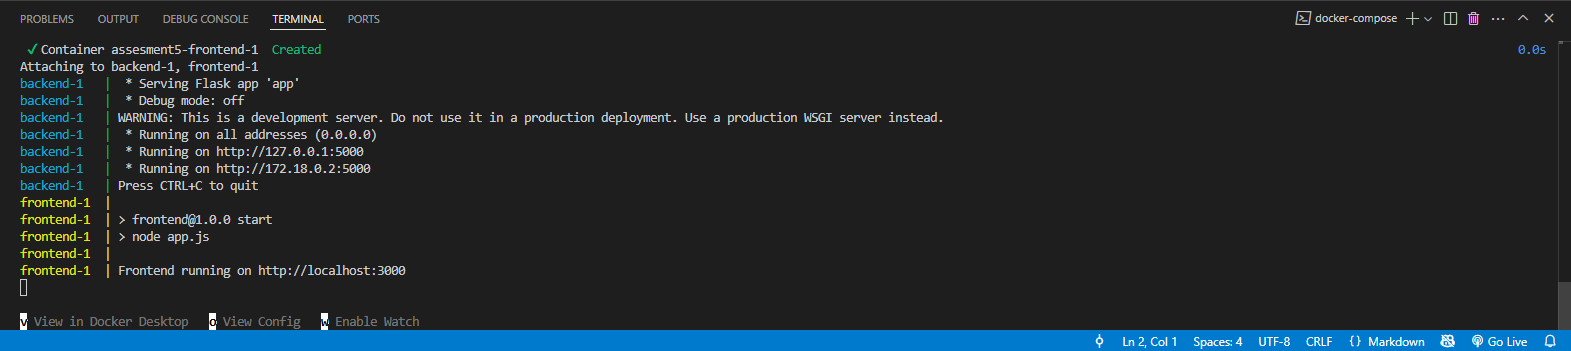 PROBLEMS OUTPUT DEBUG CONSOLE TERMINAL PORTS docker-compose
✓Container assesment5-frontend-1 Created 0.0s
Attaching to backend-1, frontend-1
backend-1 | * Serving Flask app 'app'
backend-1 | * Debug mode: off
backend-1 | WARNING: This is a development server. Do not use it in a production deployment. Use a production WSGI server instead.
backend-1 | * Running on all addresses (0.0.0.0)
backend-1 | * Running on http://127.0.0.1:5000
backend-1 | * Running on http://172.18.0.2:5000
backend-1 | Press CTRL+C to quit
frontend-1 |
frontend-1 | > frontend@1.0.0 start
frontend-1 | > node app.js
frontend-1 |
frontend-1 | Frontend running on http://localhost:3000
v View in Docker Desktop o View Config w Enable Watch
Ln 2, Col 1 Spaces: 4 UTF-8 CRLF {} Markdown Go Live